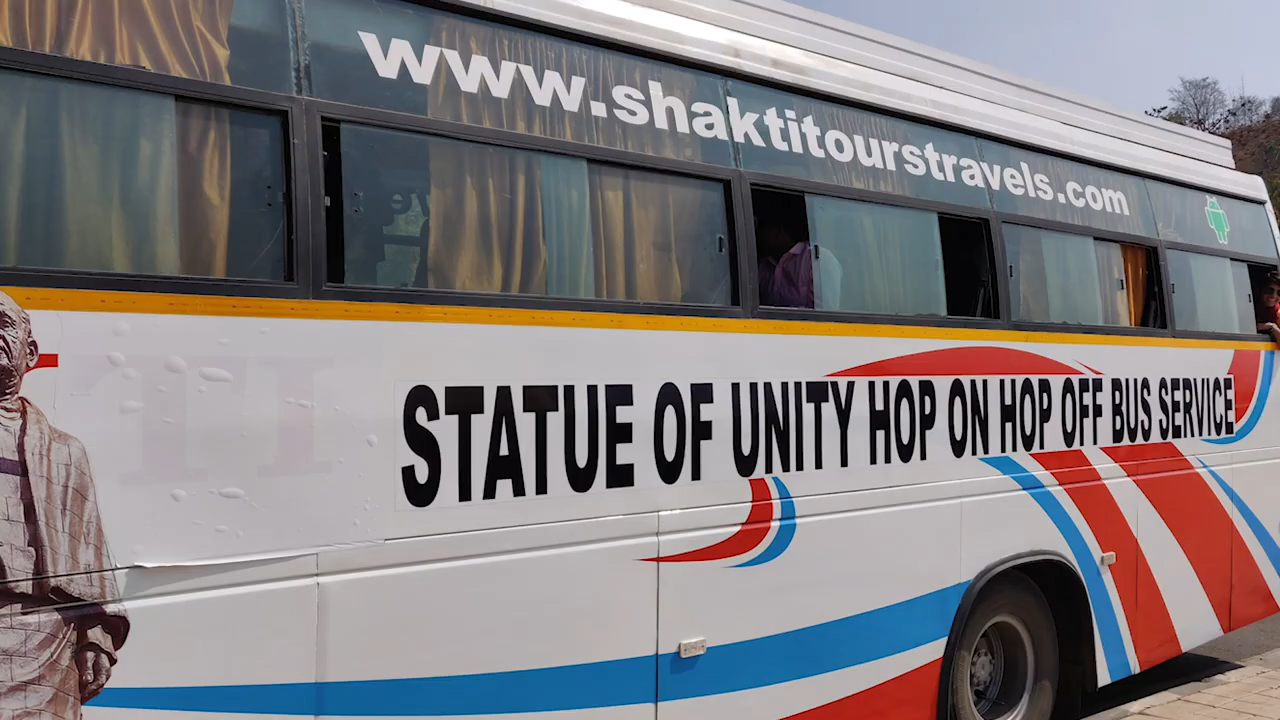 www.shaktitourstravels.com
STATUE OF UNITY HOP ON HOP OFF BUS SERVICE